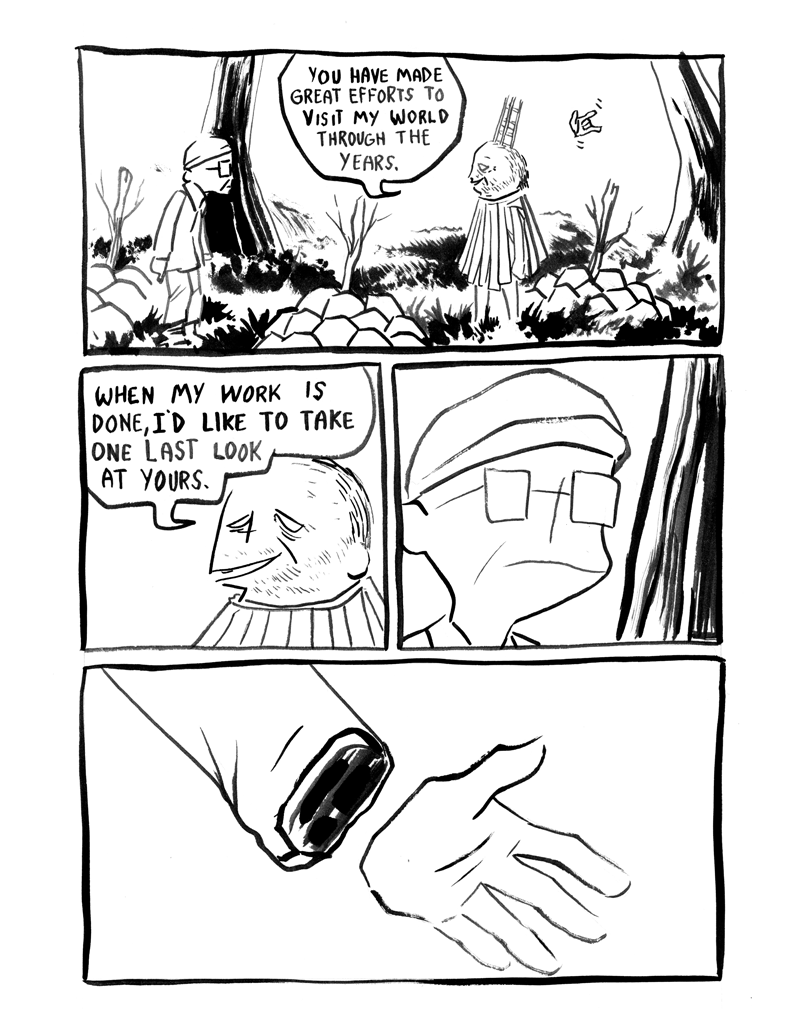 YOU HAVE MADE
GREAT EFFORTS TO
VISIT MY WORLD
THROUGH THE
YEARS.
WHEN MY WORK IS
DONE, I'D LIKE TO TAKE
ONE LAST LOOK
AT YOURS.